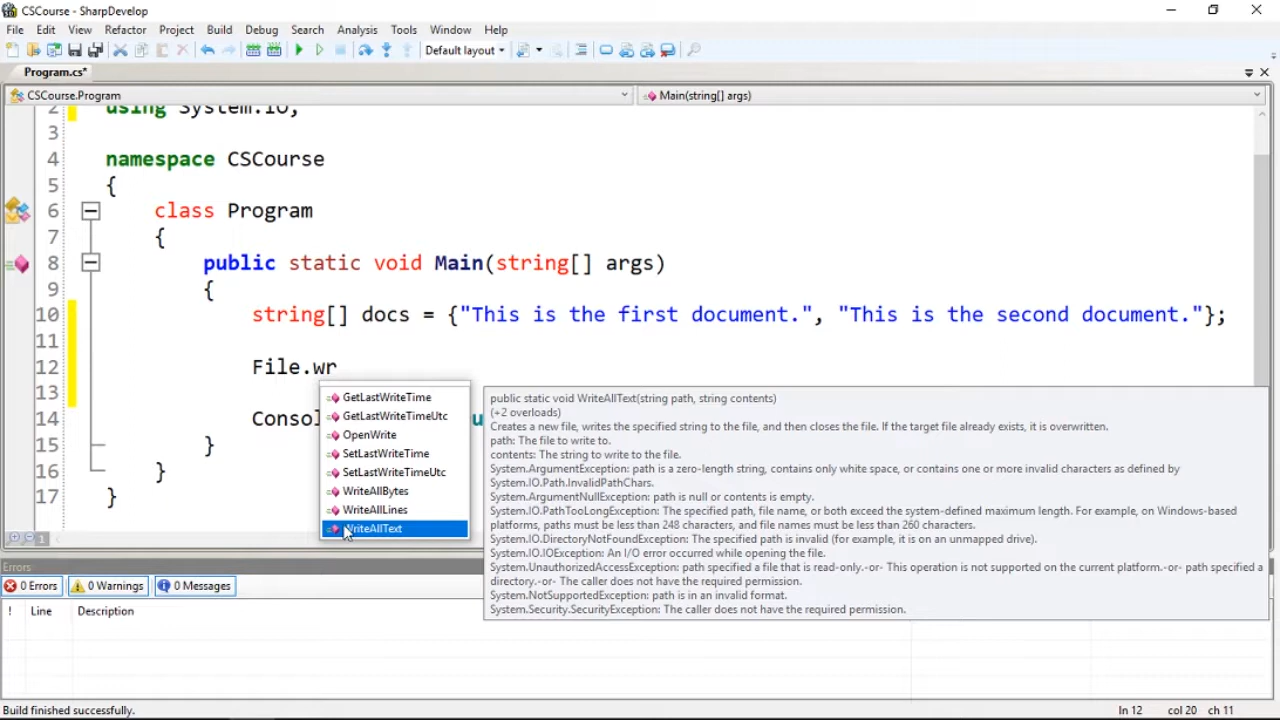 CSCourse - SharpDevelop
File Edit View Refactor Project Build Debug Search Analysis Tools Window Help
Default layout
Program.cs*
CSCourse.Program
Main(string[] args)
2 using System.IO;
3
4 namespace CSCourse
5 {
6 class Program
7 {
8 public static void Main(string[] args)
9 {
10 string[] docs = {"This is the first document.", "This is the second document."};
11
12 File.wr
13
14 Consol
15 }
16 }
17 }
GetLastWriteTime
GetLastWriteTimeUtc
OpenWrite
SetLastWriteTime
SetLastWriteTimeUtc
WriteAllBytes
WriteAllLines
WriteAllText
public static void WriteAllText(string path, string contents)
(+2 overloads)
Creates a new file, writes the specified string to the file, and then closes the file. If the target file already exists, it is overwritten.
path: The file to write to.
contents: The string to write to the file.
System.ArgumentException: path is a zero-length string, contains only white space, or contains one or more invalid characters as defined by
System.IO.Path.InvalidPathChars.
System.ArgumentNullException: path is null or contents is empty.
System.IO.PathTooLongException: The specified path, file name, or both exceed the system-defined maximum length. For example, on Windows-based
platforms, paths must be less than 248 characters, and file names must be less than 260 characters.
System.IO.DirectoryNotFoundException: The specified path is invalid (for example, it is on an unmapped drive).
System.IO.IOException: An I/O error occurred while opening the file.
System.UnauthorizedAccessException: path specified a file that is read-only.-or- This operation is not supported on the current platform.-or- path specified a
directory.-or- The caller does not have the required permission.
System.NotSupportedException: path is in an invalid format.
System.Security.SecurityException: The caller does not have the required permission.
Errors
0 Errors 0 Warnings 0 Messages
! Line Description
Build finished successfully.
ln 12 col 20 ch 11